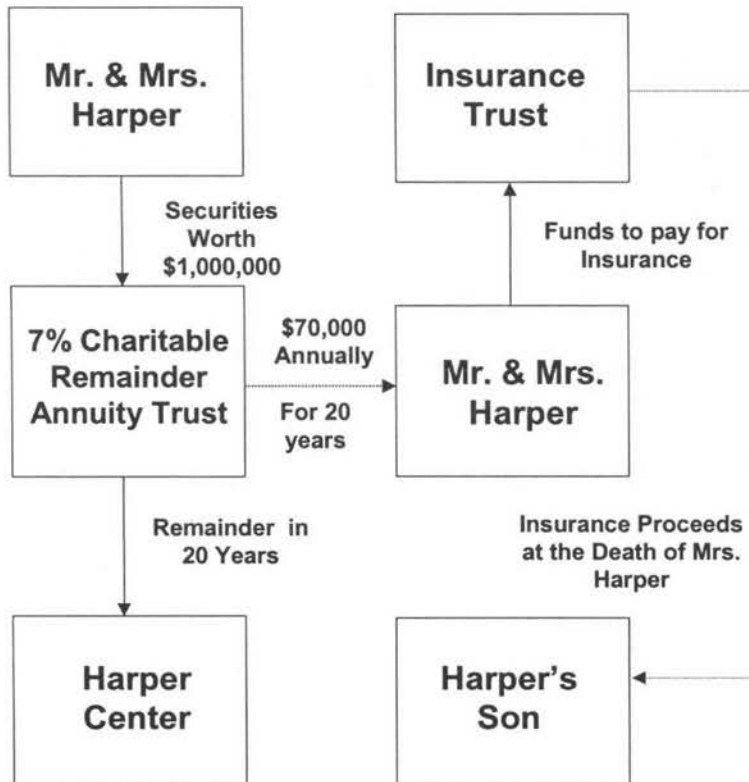 Mr. & Mrs.
Harper
Insurance
Trust
Securities
Worth
$1,000,000
Funds to pay for
Insurance
7% Charitable
Remainder
Annuity Trust
$70,000
Annually
For 20
years
Mr. & Mrs.
Harper
Remainder in
20 Years
Insurance Proceeds
at the Death of Mrs.
Harper
Harper
Center
Harper's
Son